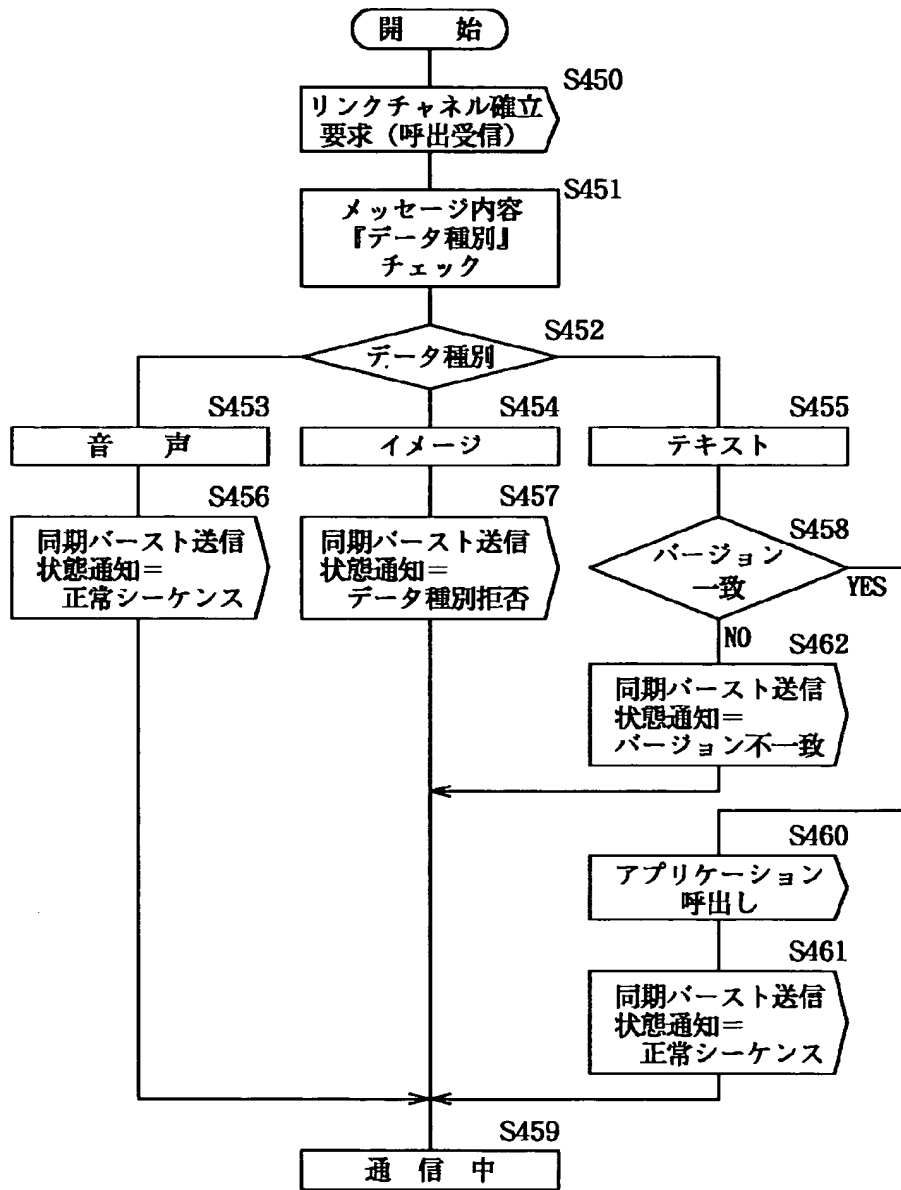 開　始
S450
リンクチャネル確立
要求（呼出受信）
S451
メッセージ内容
『データ種別』
チェック
S452
データ種別
S453
音　声
S454
イメージ
S455
テキスト
S456
同期バースト送信
状態通知＝
正常シーケンス
S457
同期バースト送信
状態通知＝
データ種別拒否
S458
バージョン
一致
YES
NO
S462
同期バースト送信
状態通知＝
バージョン不一致
S460
アプリケーション
呼出し
S461
同期バースト送信
状態通知＝
正常シーケンス
S459
通　信　中